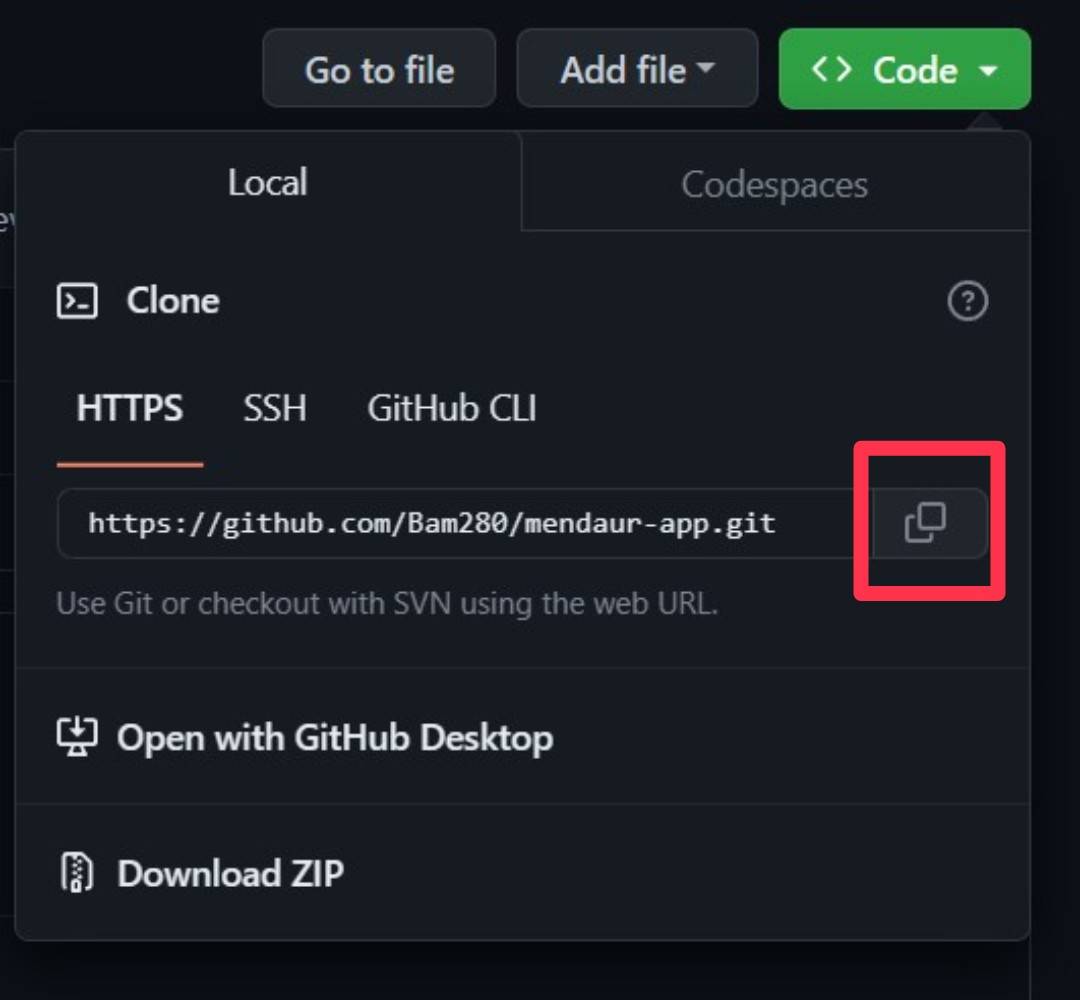 Go to file Add file Code
Local Codespaces
Clone
HTTPS SSH GitHub CLI
https://github.com/Bam280/mendaur-app.git
Use Git or checkout with SVN using the web URL.
Open with GitHub Desktop
Download ZIP